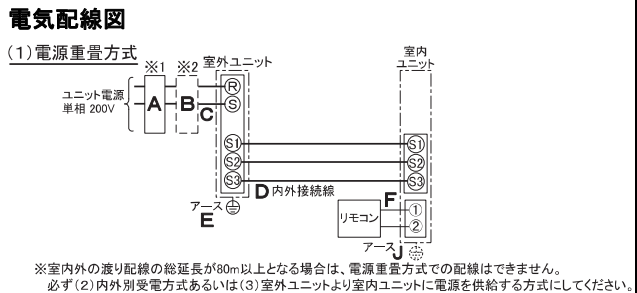 電気配線図
(1)電源重畳方式
※1 ※2 室外ユニット
室内
ユニット
ユニット電源
単相 200V
A
B
C
R
S
S1
S2
S3
S1
S2
S3
D 内外接続線
アース
E
F
リモコン
①
②
アース J
※室内外の渡り配線の総延長が80m以上となる場合は、電源重畳方式での配線はできません。
必ず(2)内外別受電方式あるいは(3)室外ユニットより室内ユニットに電源を供給する方式にしてください。